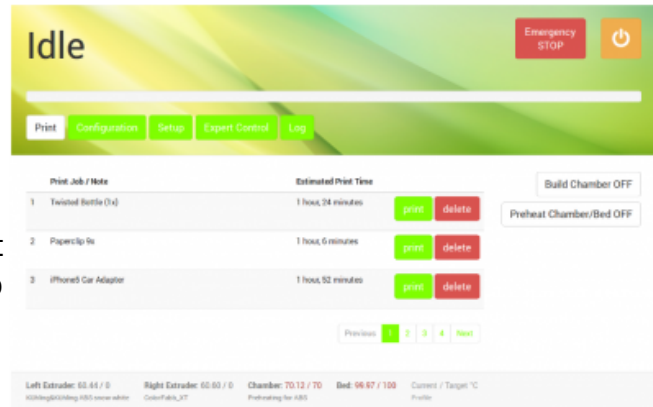 Idle
Emergency
STOP
Print Configuration Setup Expert Control Log
Print Job / Note Estimated Print Time
Build Chamber OFF
1 Twisted Bottle (1x) 1 hour, 24 minutes print delete
Preheat Chamber/Bed OFF
2 Paperclip 9x 1 hour, 6 minutes print delete
3 iPhone5 Car Adapter 1 hour, 52 minutes print delete
Previous 1 2 3 4 Next
Left Extruder: 60.44 / 0 Right Extruder: 60.60 / 0 Chamber: 70.12 / 70 Bed: 99.97 / 100 Current / Target °C
ABS snow white ColorFabb_XT Preheating for ABS Profile